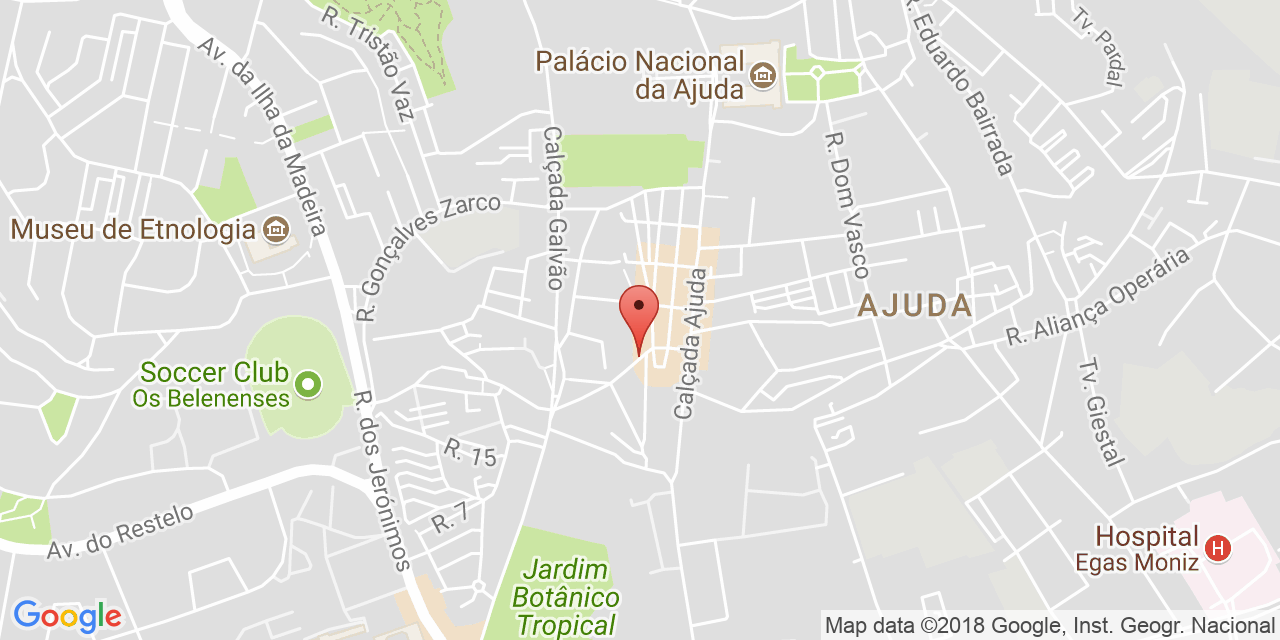 R. Tristão Vaz
Av. da Ilha da Madeira
Palácio Nacional
da Ajuda
R. Eduardo Bairrada
Tv. Pardal
Calçada Galvão
R. Dom Vasco
Museu de Etnologia
R. Gonçalves Zarco
Calçada Ajuda
AJUDA
R. Aliança Operária
Soccer Club
Os Belenenses
R. dos Jerónimos
Tv. Giestal
R. 15
R. 7
Av. do Restelo
Hospital
Egas Moniz
H
Jardim
Botânico
Tropical
Google
Map data ©2018 Google, Inst. Geogr. Nacional